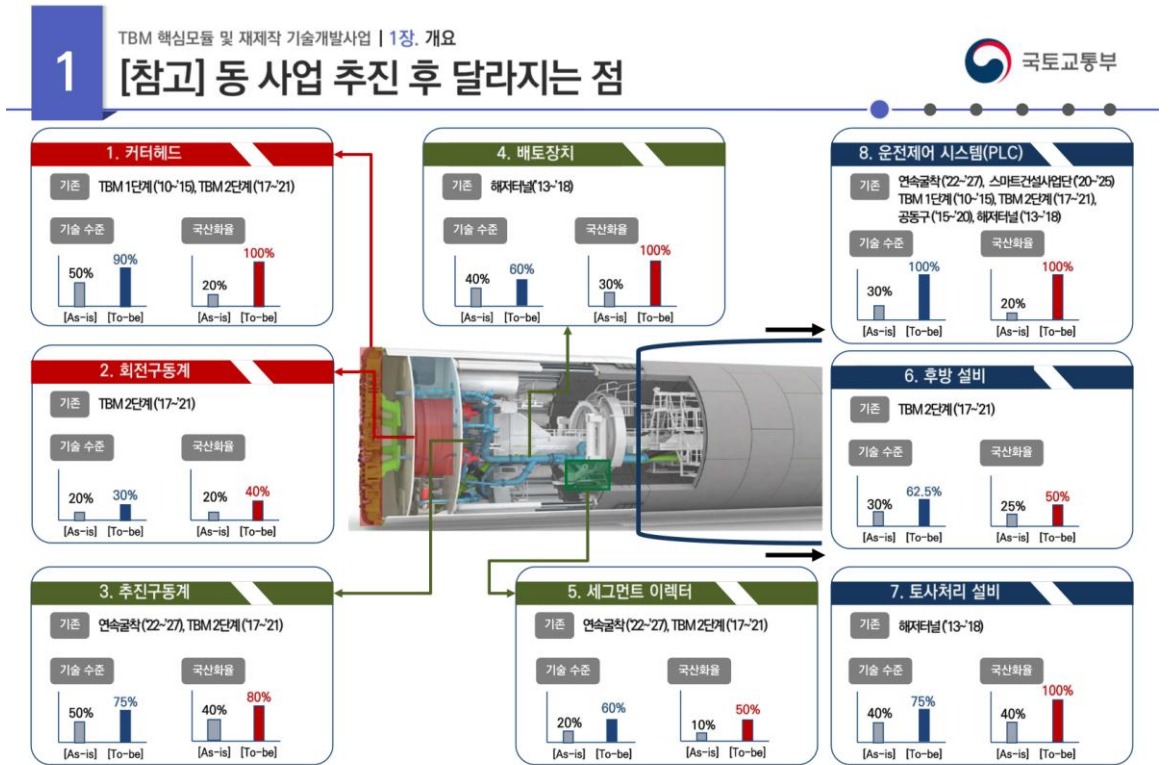 1
TBM 핵심모듈 및 재제작 기술개발사업 | 1장. 개요
[참고] 동 사업 추진 후 달라지는 점
국토교통부
1. 커터헤드
기존 TBM 1단계('10~'15), TBM 2단계('17~'21)
기술 수준 국산화율
50% 90% 20% 100%
[As-is] [To-be] [As-is] [To-be]
2. 회전구동계
기존 TBM 2단계('17~'21)
기술 수준 국산화율
20% 30% 20% 40%
[As-is] [To-be] [As-is] [To-be]
3. 추진구동계
기존 연속굴착('22~'27), TBM 2단계('17~'21)
기술 수준 국산화율
50% 75% 40% 80%
[As-is] [To-be] [As-is] [To-be]
4. 배토장치
기존 해저터널('13~'18)
기술 수준 국산화율
40% 60% 30% 100%
[As-is] [To-be] [As-is] [To-be]
5. 세그먼트 이렉터
기존 연속굴착('22~'27), TBM 2단계('17~'21)
기술 수준 국산화율
20% 60% 10% 50%
[As-is] [To-be] [As-is] [To-be]
8. 운전제어 시스템(PLC)
기존 연속굴착('22~'27), 스마트건설사업단('20~'25)
TBM 1단계('10~'15), TBM 2단계('17~'21),
공동구('15~'20), 해저터널('13~'18)
기술 수준 국산화율
30% 100% 20% 100%
[As-is] [To-be] [As-is] [To-be]
6. 후방 설비
기존 TBM 2단계('17~'21)
기술 수준 국산화율
30% 62.5% 25% 50%
[As-is] [To-be] [As-is] [To-be]
7. 토사처리 설비
기존 해저터널('13~'18)
기술 수준 국산화율
40% 75% 40% 100%
[As-is] [To-be] [As-is] [To-be]